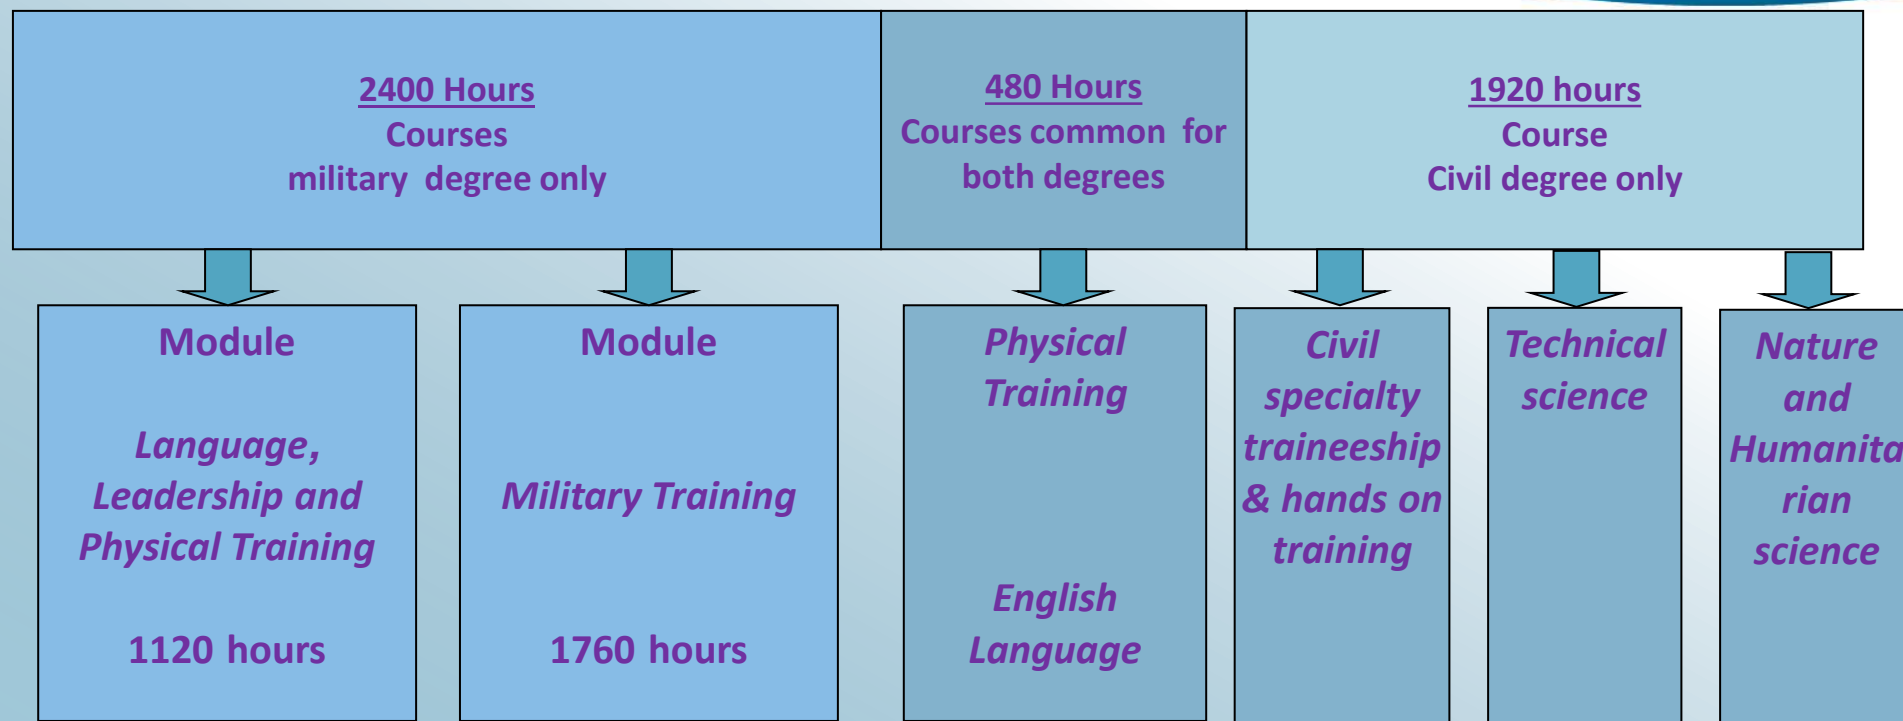 2400 Hours
Courses
military degree only
480 Hours
Courses common for
both degrees
1920 hours
Course
Civil degree only
Module
Language,
Leadership and
Physical Training
1120 hours
Module
Military Training
1760 hours
Physical
Training
English
Language
Civil
specialty
traineeship
& hands on
training
Technical
science
Nature
and
Humanita
rian
science